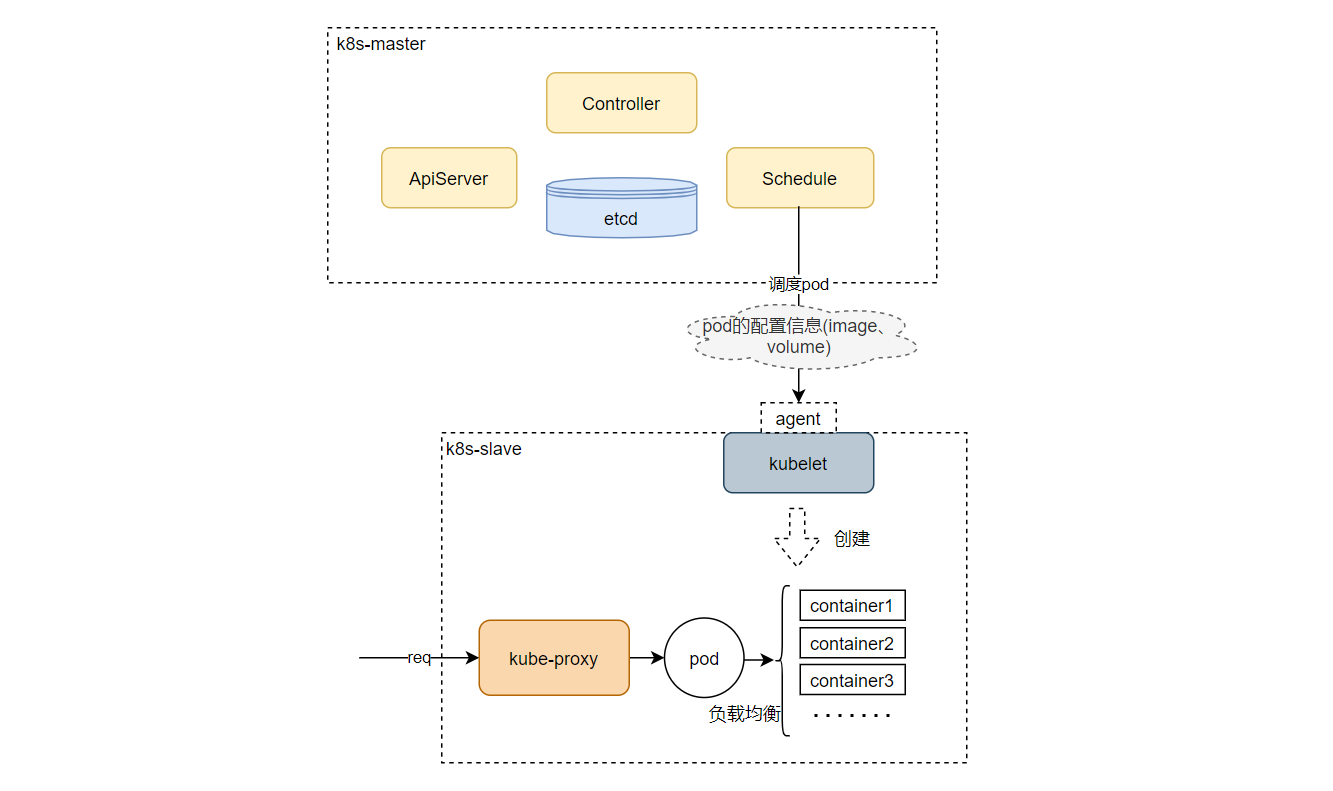 k8s-master
Controller
ApiServer
Schedule
etcd
调度pod
pod的配置信息(image、
volume)
agent
k8s-slave
kubelet
创建
container1
container2
container3
req
kube-proxy
pod
负载均衡
.......